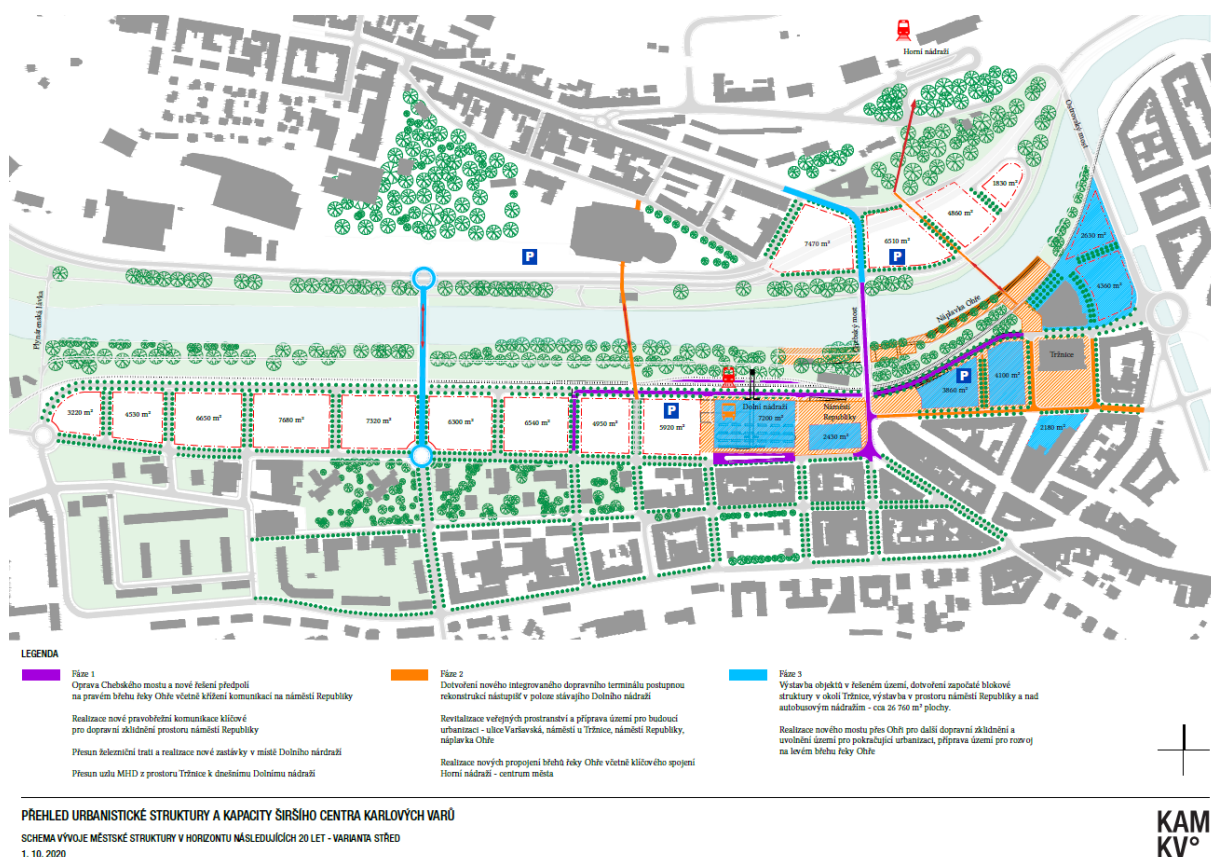 Horní nádraží
Ostrovský most
1830 m²
4860 m²
7470 m²
6510 m²
P
P
2630 m²
4360 m²
Plynárenská lávka
Chebský most
Náplavka Ohře
Tržnice
3220 m²
4530 m²
6650 m²
7680 m²
7320 m²
6300 m²
6540 m²
4950 m²
5920 m²
P
Dolní nádraží
7200 m²
Náměstí
Republiky
2430 m²
3860 m²
P
4100 m²
2180 m²
LEGENDA
Fáze 1
Oprava Chebského mostu a nové řešení předpolí
na pravém břehu řeky Ohře včetně křížení komunikací na náměstí Republiky
Realizace nové pravobřežní komunikace klíčové
pro dopravní zklidnění prostoru náměstí Republiky
Přesun železniční trati a realizace nové zastávky v místě Dolního nárdraží
Přesun uzlu MHD z prostoru Tržnice k dnešnímu Dolnímu nádraží
Fáze 2
Dotvoření nového integrovaného dopravního terminálu postupnou
rekonstrukcí nástupišť v poloze stávajího Dolního nádraží
Revitalizace veřejných prostranství a příprava území pro budoucí
urbanizaci - ulice Varšavská, náměstí u Tržnice, náměstí Republiky,
náplavka Ohře
Realizace nových propojení břehů řeky Ohře včetně klíčového spojení
Horní nádraží - centrum města
Fáze 3
Výstavba objektů v řešeném území, dotvoření započaté blokové
struktury v okolí Tržnice, výstavba v prostoru náměstí Republiky a nad
autobusovým nádražím - cca 26 760 m² plochy.
Realizace nového mostu přes Ohři pro další dopravní zklidnění a
uvolnění území pro pokračující urbanizaci, příprava území pro rozvoj
na levém břehu řeky Ohře
PŘEHLED URBANISTICKÉ STRUKTURY A KAPACITY ŠIRŠÍHO CENTRA KARLOVÝCH VARŮ
SCHEMA VÝVOJE MĚSTSKÉ STRUKTURY V HORIZONTU NÁSLEDUJÍCÍCH 20 LET - VARIANTA STŘED
1. 10. 2020
KAM
KV°